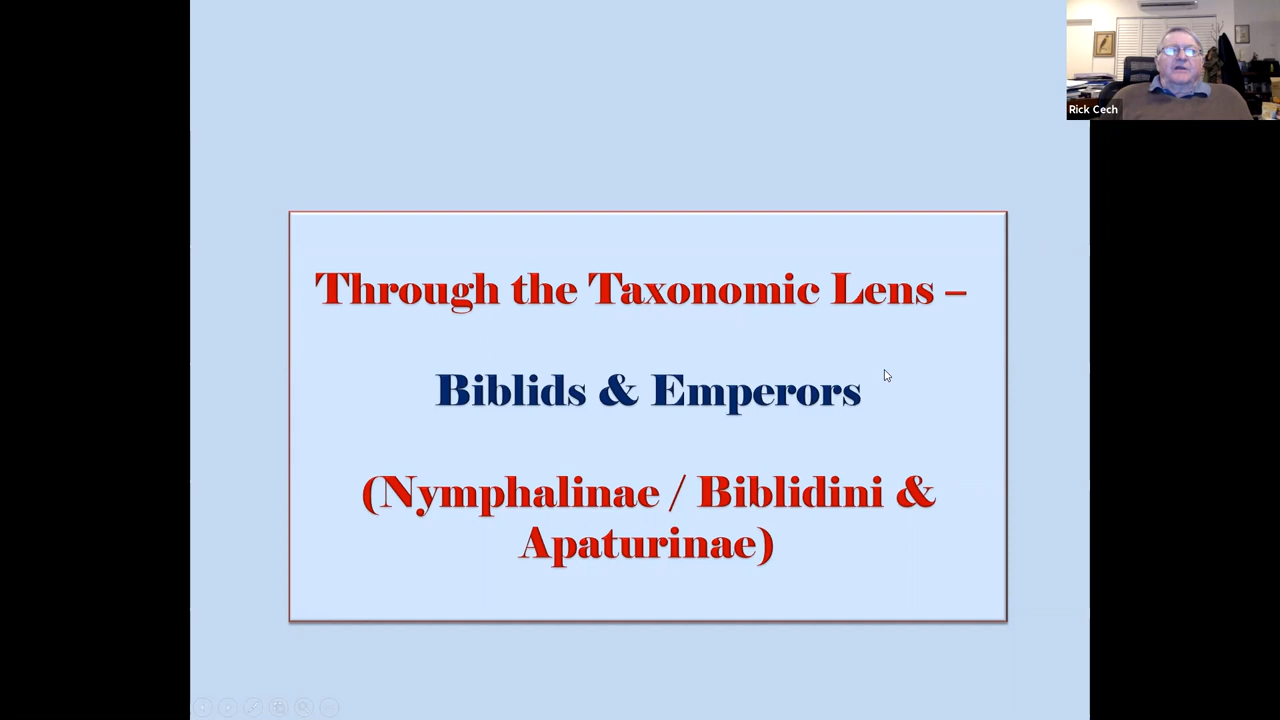 Rick Cech
Through the Taxonomic Lens –
Biblids & Emperors
(Nymphalinae / Biblidini &
Apaturinae)